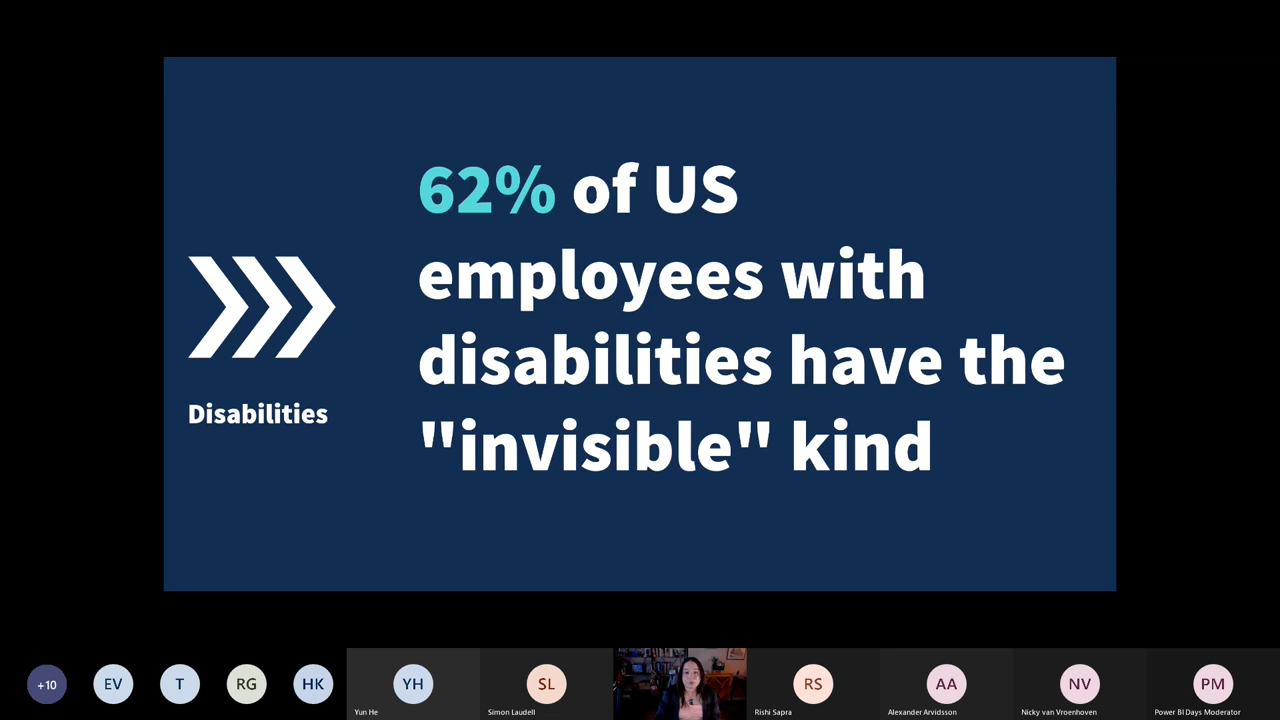 62% of US
employees with
disabilities have the
"invisible" kind
Disabilities
+10
EV
T
RG
HK
YH
Yun He
SL
Simon Laudell
RS
Rishi Sapra
AA
Alexander Arvidsson
NV
Nicky van Vroenhoven
PM
Power BI Days Moderator